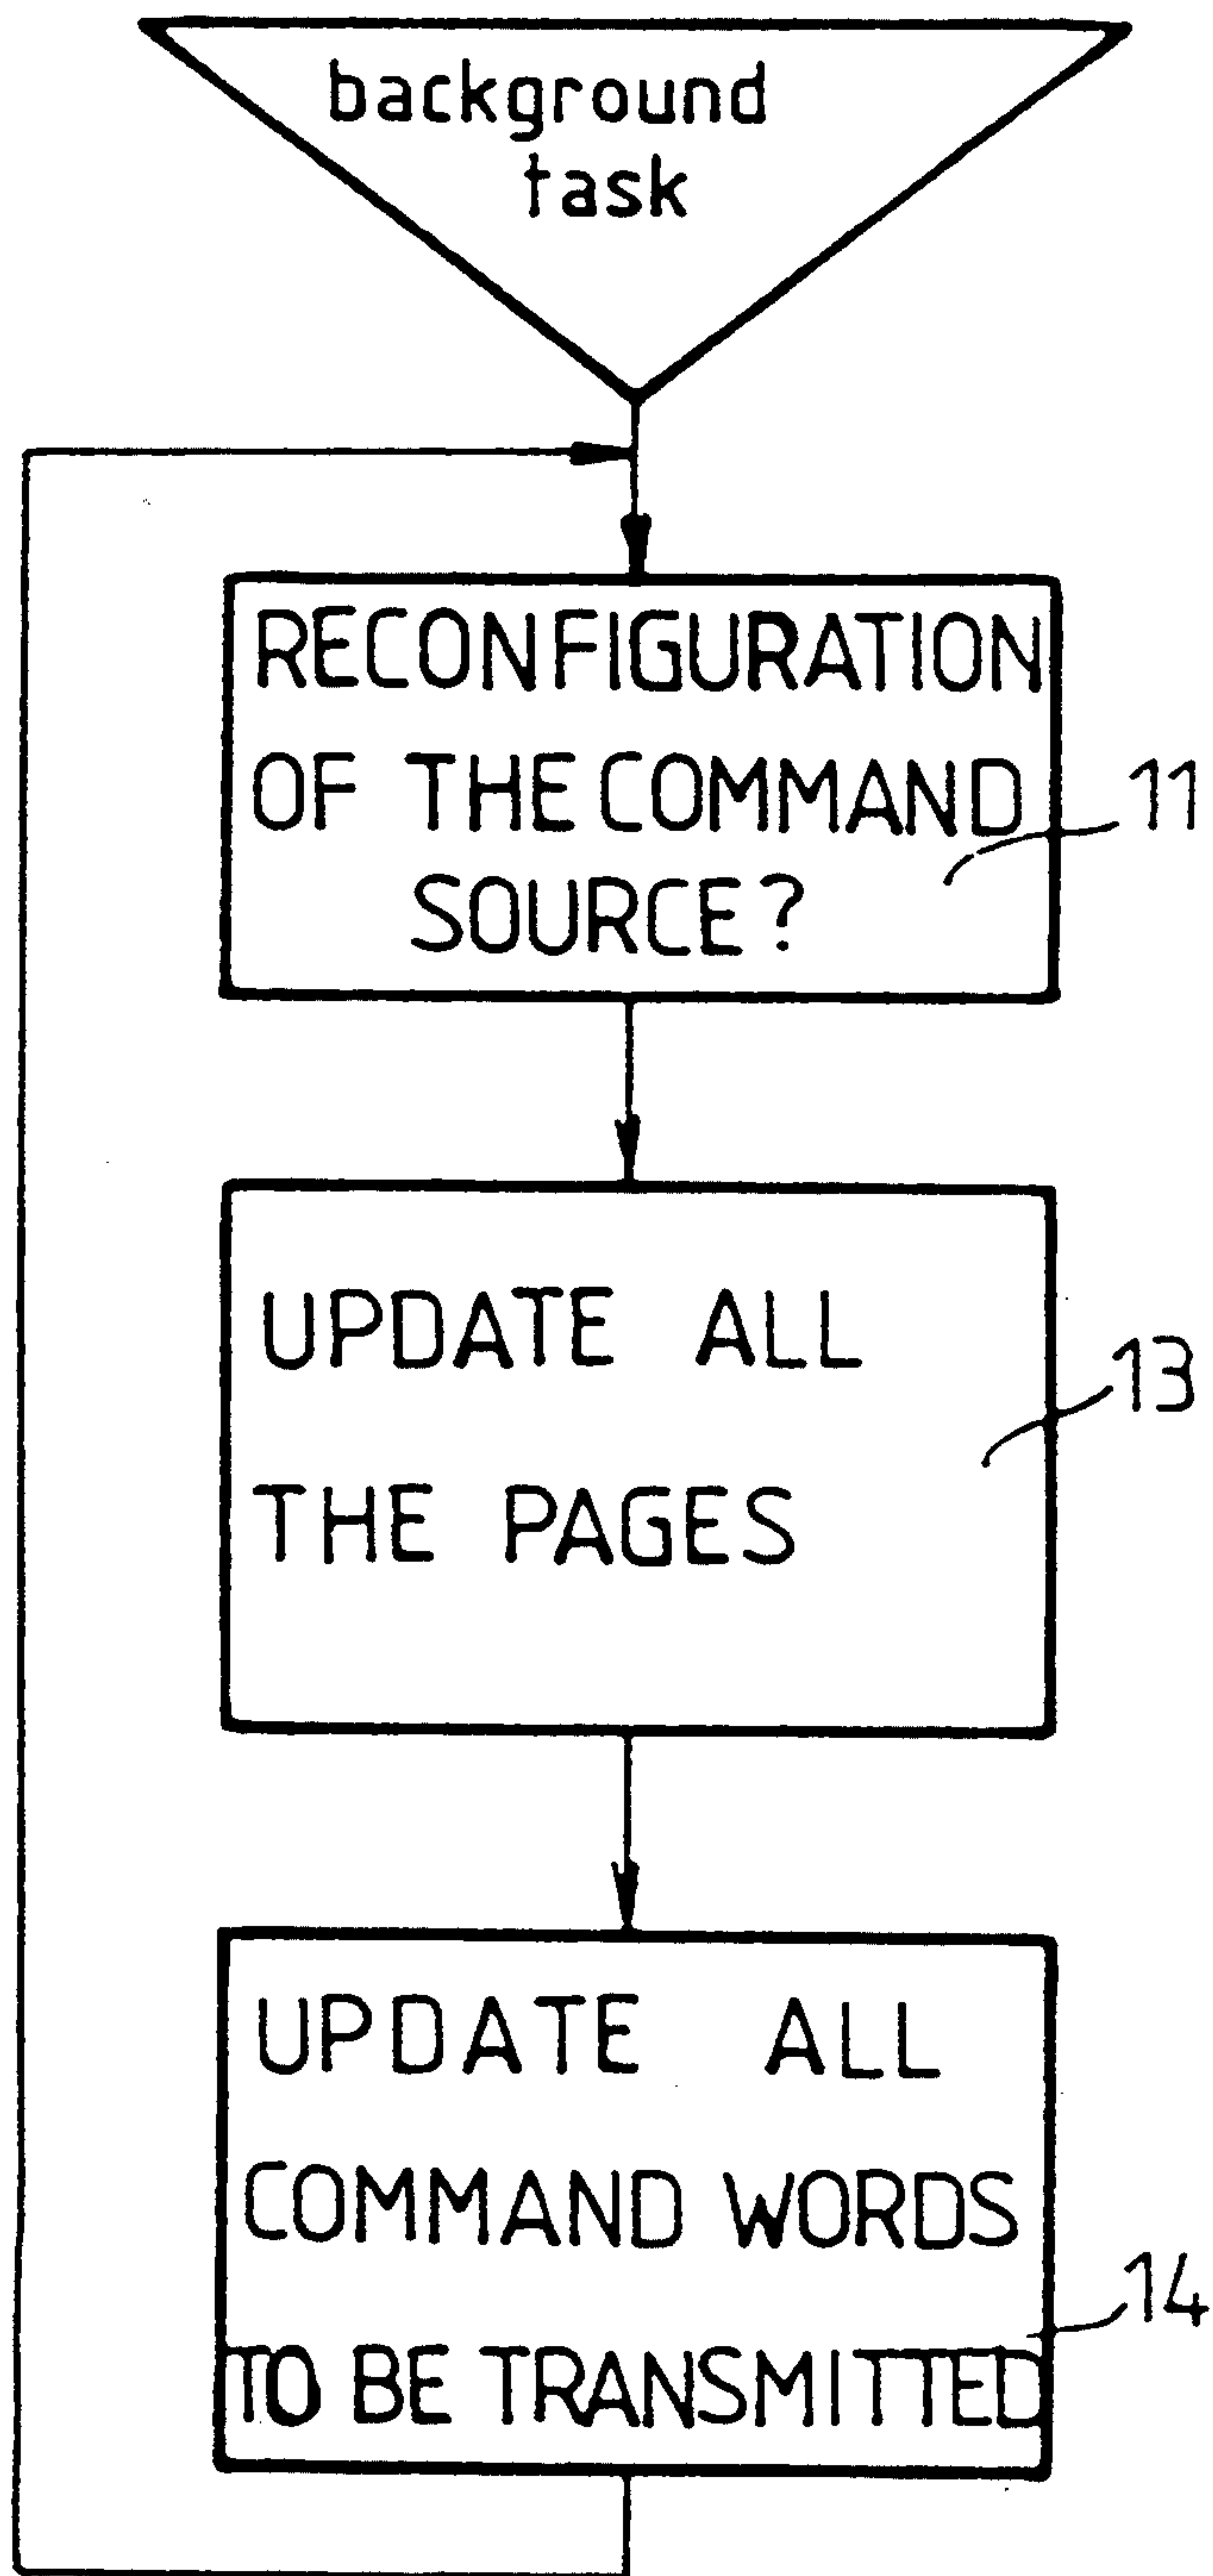 background
task
RECONFIGURATION
OF THE COMMAND
SOURCE?
11
UPDATE ALL
THE PAGES
13
UPDATE ALL
COMMAND WORDS
TO BE TRANSMITTED
14